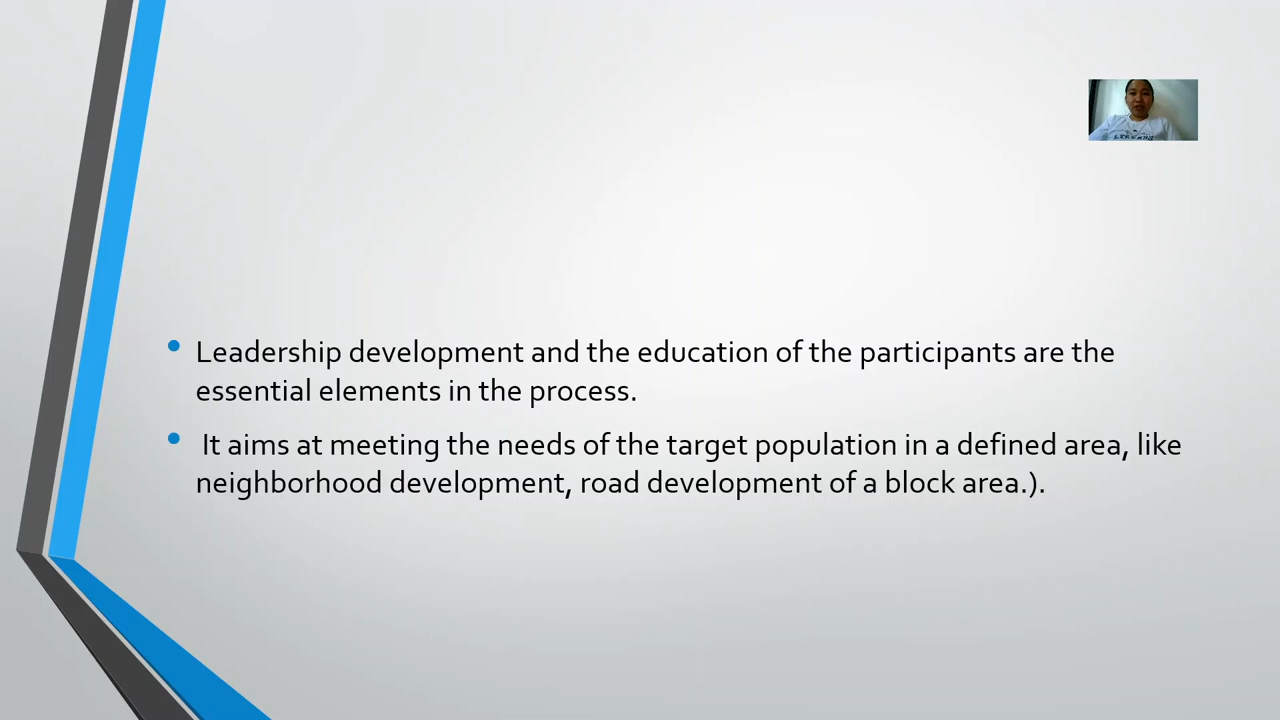 Leadership development and the education of the participants are the
essential elements in the process.
It aims at meeting the needs of the target population in a defined area, like
neighborhood development, road development of a block area.).